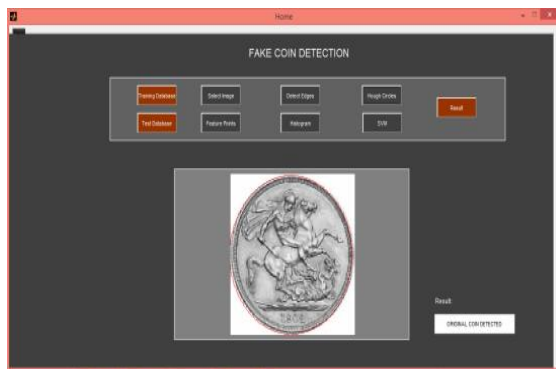 Home
FAKE COIN DETECTION
Training Database
Select Image
Detect Edges
Hough Circles
Result
Test Database
Feature Points
Histogram
SVM
1902
Result
ORIGINAL COIN DETECTED